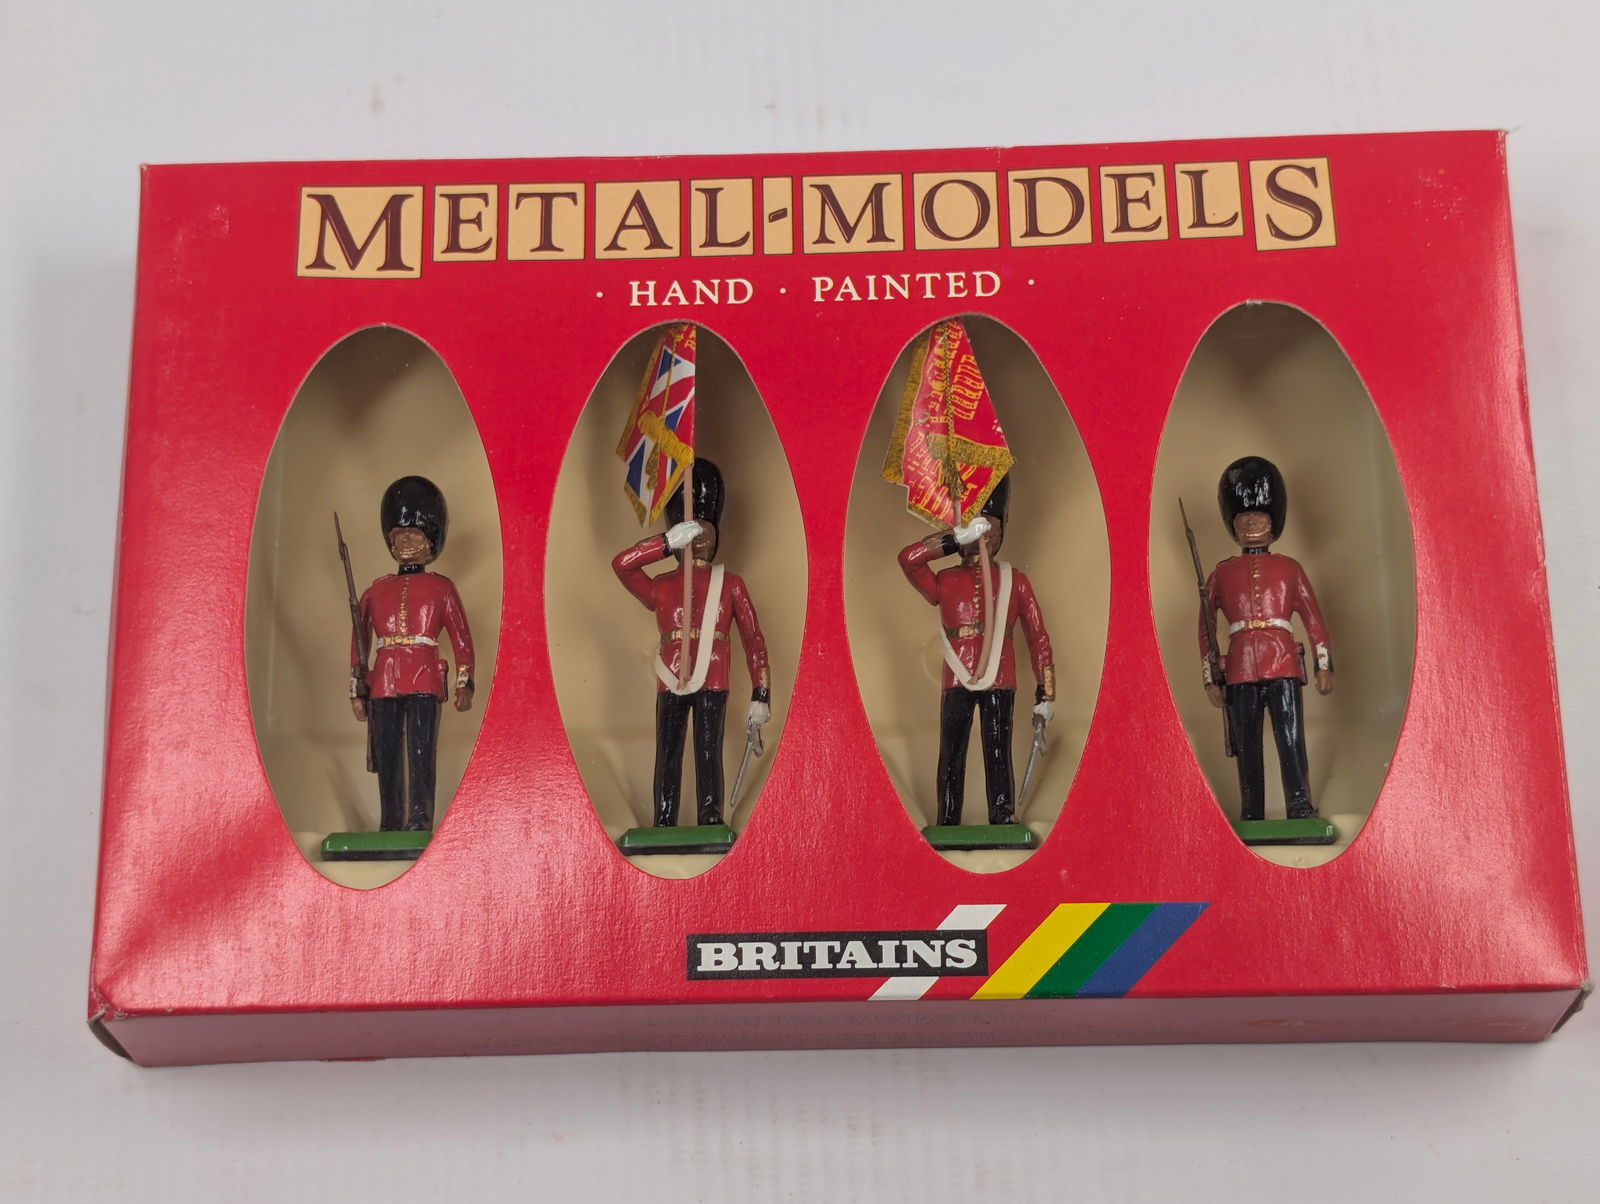 METAL-MODELS
· HAND · PAINTED ·
BRITAINS